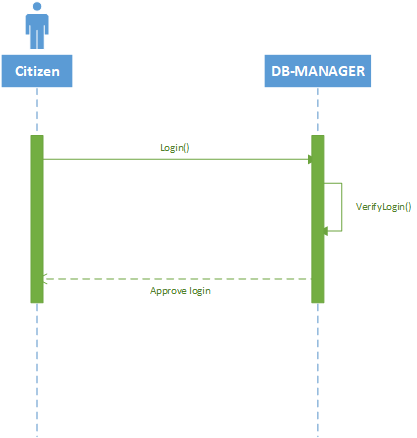 Citizen
DB-MANAGER
Login()
VerifyLogin()
Approve login